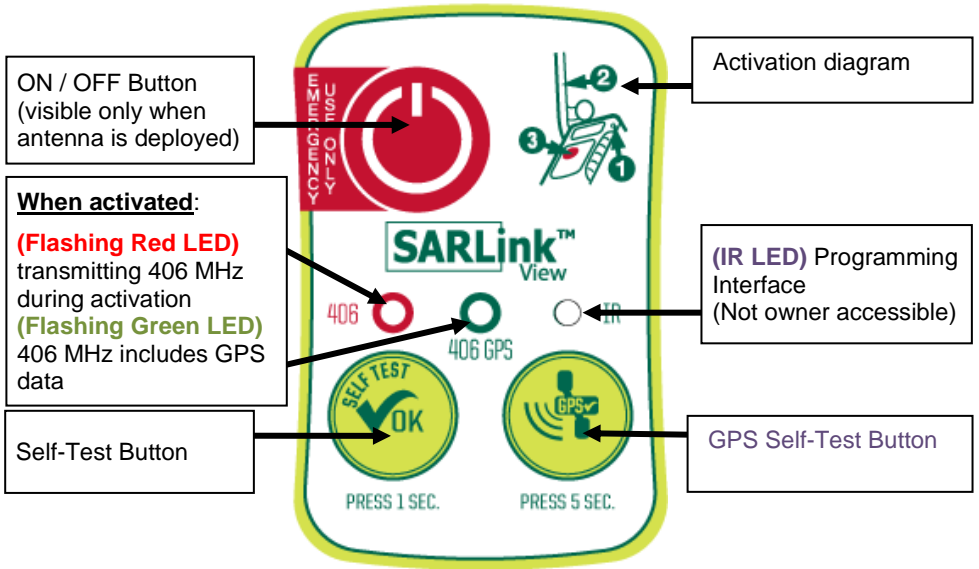 ON / OFF Button
(visible only when
antenna is deployed)
When activated:
(Flashing Red LED)
transmitting 406 MHz
during activation
(Flashing Green LED)
406 MHz includes GPS
data
Self-Test Button
EMERGENCY
USE ONLY
2
3
1
SARLink™
View
406
406 GPS
IR
SELF TEST
OK
GPS
PRESS 1 SEC.
PRESS 5 SEC.
Activation diagram
(IR LED) Programming
Interface
(Not owner accessible)
GPS Self-Test Button